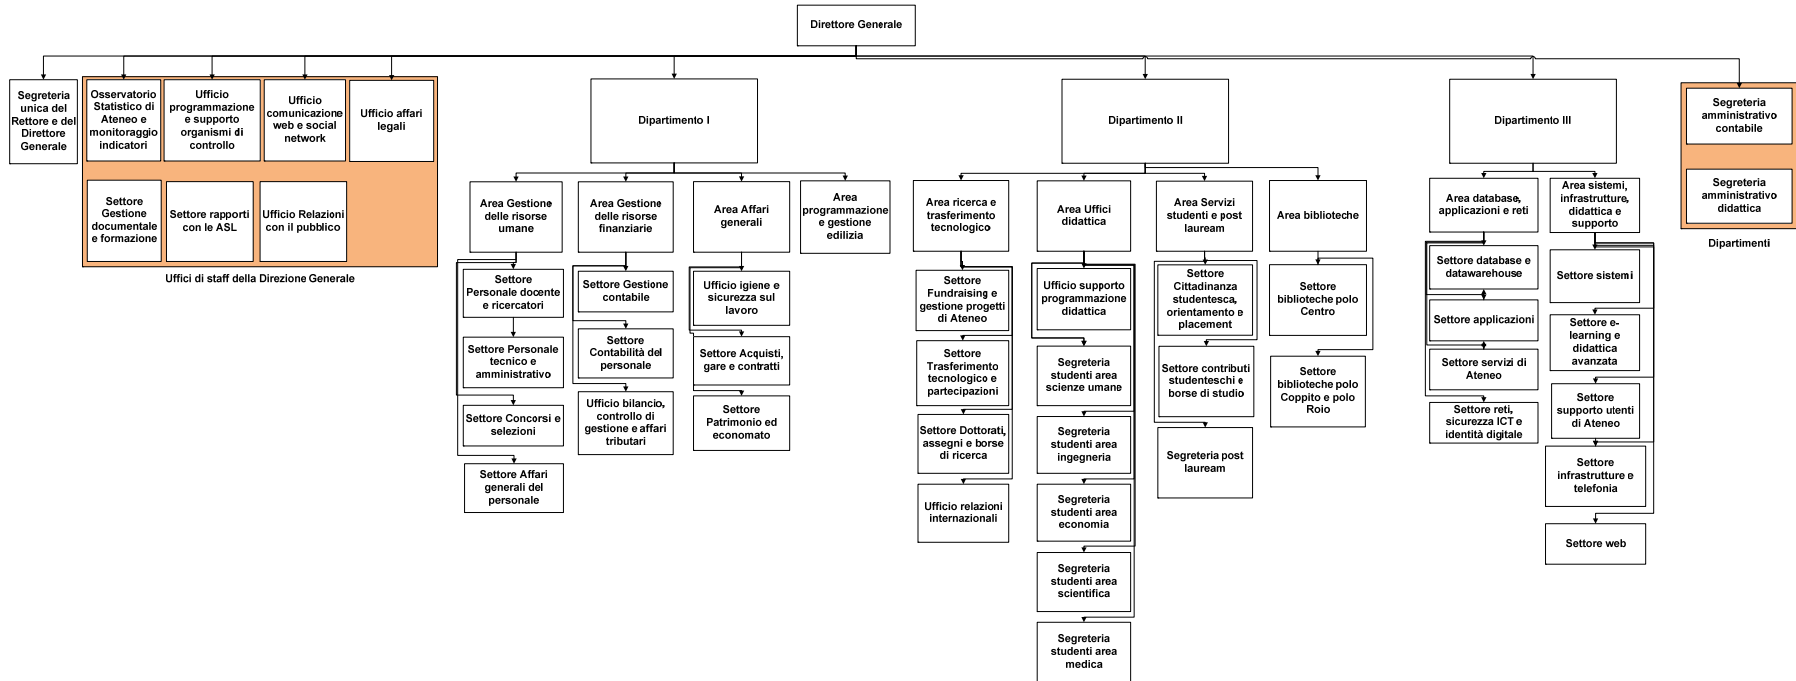 Direttore Generale
Segreteria
unica del
Rettore e del
Direttore
Generale
Osservatorio
Statistico di
Ateneo e
monitoraggio
indicatori
Ufficio
programmazione
e supporto
organismi di
controllo
Ufficio
comunicazione
web e social
network
Ufficio affari
legali
Settore
Gestione
documentale
e formazione
Settore rapporti
con le ASL
Ufficio Relazioni
con il pubblico
Uffici di staff della Direzione Generale
Dipartimento I
Area Gestione
delle risorse
umane
Settore
Personale docente
e ricercatori
Settore Personale
tecnico e
amministrativo
Settore Concorsi e
selezioni
Settore Affari
generali del
personale
Area Gestione
delle risorse
finanziarie
Settore Gestione
contabile
Settore
Contabilità del
personale
Ufficio bilancio,
controllo di
gestione e affari
tributari
Area Affari
generali
Ufficio igiene e
sicurezza sul
lavoro
Settore Acquisti,
gare e contratti
Settore
Patrimonio ed
economato
Area
programmazione
e gestione
edilizia
Dipartimento II
Area ricerca e
trasferimento
tecnologico
Settore
Fundraising e
gestione progetti
di Ateneo
Settore
Trasferimento
tecnologico e
partecipazioni
Settore Dottorati,
assegni e borse
di ricerca
Ufficio relazioni
internazionali
Area Uffici
didattica
Ufficio supporto
programmazione
didattica
Segreteria
studenti area
scienze umane
Segreteria
studenti area
ingegneria
Segreteria
studenti area
economia
Segreteria
studenti area
scientifica
Segreteria
studenti area
medica
Area Servizi
studenti e post
lauream
Settore
Cittadinanza
studentesca,
orientamento e
placement
Settore contributi
studenteschi e
borse di studio
Segreteria post
lauream
Area biblioteche
Settore
biblioteche polo
Centro
Settore
biblioteche polo
Coppito e polo
Roio
Dipartimento III
Area database,
applicazioni e reti
Settore database e
datawarehouse
Settore applicazioni
Settore servizi di
Ateneo
Settore reti,
sicurezza ICT e
identità digitale
Area sistemi,
infrastrutture,
didattica e
supporto
Settore sistemi
Settore e-
learning e
didattica
avanzata
Settore
supporto utenti
di Ateneo
Settore
infrastrutture e
telefonia
Settore web
Segreteria
amministrativo
contabile
Segreteria
amministrativo
didattica
Dipartimenti